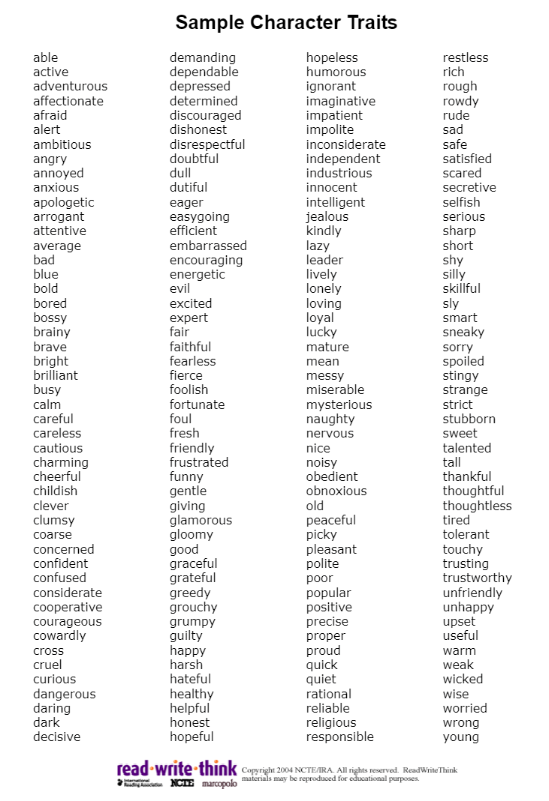 Sample Character Traits
able
active
adventurous
affectionate
afraid
alert
ambitious
angry
annoyed
anxious
apologetic
arrogant
attentive
average
bad
blue
bold
bored
bossy
brainy
brave
bright
brilliant
busy
calm
careful
careless
cautious
charming
cheerful
chlldish
clever
clumsy
coarse
concerned
confident
confused
considerate
cooperative
courageous
cowardly
cross
cruel
curious
dangerous
daring
dark
decisive
demanding
dependable
depressed
determined
discouraged
dishonest
disrespectful
doubtful
dull
dutiful
eager
easygoing
efficient
embarrassed
encouraging
energetic
evil
excited
expert
fair
faithful
fearless
fierce
foolish
fortunate
foul
fresh
friendly
frustrated
funny
gentle
giving
glamorous
gloomy
good
graceful
grateful
greedy
grouchy
grumpy
guilty
happy
harsh
hateful
healthy
helpful
honest
hopeful
hopeless
humorous
ignorant
imaginative
impatient
impolite
inconsiderate
independent
industrious
innocent
intelligent
jealous
kindly
lazy
leader
lively
lonely
loving
loyal
lucky
mature
mean
messy
miserable
mysterious
naughty
nervous
nice
noisy
obedient
obnoxious
old
peaceful
picky
pleasant
polite
poor
popular
positive
precise
proper
proud
quick
quiet
rational
reliable
religious
responsible
restless
rich
rough
rowdy
rude
sad
safe
satisfied
scared
secretive
selfish
serious
sharp
short
shy
silly
skillful
sly
smart
sneaky
sorry
spoiled
stingy
strange
strict
stubborn
sweet
talented
tall
thankful
thoughtful
thoughtless
tired
tolerant
touchy
trusting
trustworthy
unfriendly
unhappy
upset
useful
warm
weak
wicked
wise
worried
wrong
young
read·write·think
International
Reading Association
NCTE
marcopolo
Copyright 2004 NCTE/IRA. All rights reserved. ReadWriteThink
materials may be reproduced for educational purposes.